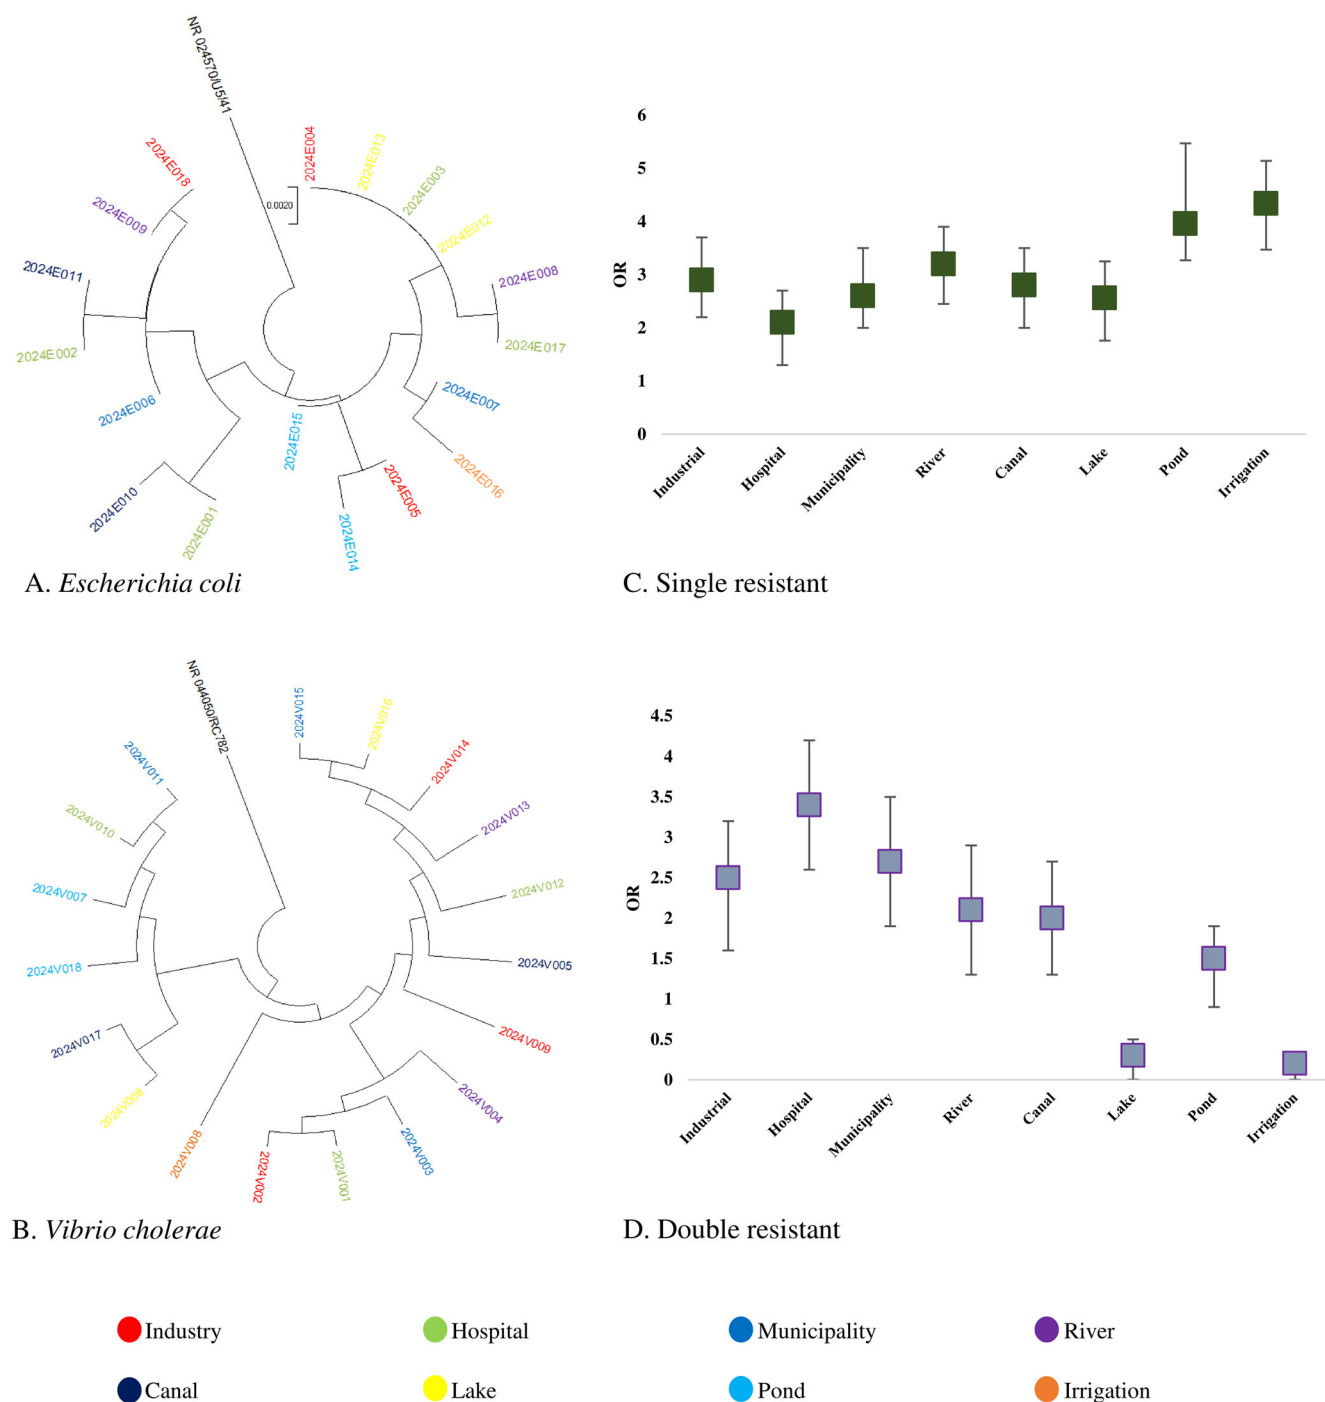 NR 024570/U5/41
2024E004
2024E013
2024E003
2024E012
2024E008
2024E017
2024E007
2024E016
2024E005
2024E014
2024E015
2024E001
2024E010
2024E006
2024E002
2024E011
2024E009
2024E018
0.0020
A. Escherichia coli
6
5
4
3
2
1
0
OR
Industrial
Hospital
Municipality
River
Canal
Lake
Pond
Irrigation
C. Single resistant
NR 044050/RC782
2024V015
2024V016
2024V014
2024V013
2024V012
2024V005
2024V009
2024V004
2024V003
2024V001
2024V002
2024V008
2024V006
2024V017
2024V018
2024V007
2024V010
2024V011
B. Vibrio cholerae
4.5
4
3.5
3
2.5
2
1.5
1
0.5
0
OR
Industrial
Hospital
Municipality
River
Canal
Lake
Pond
Irrigation
D. Double resistant
Industry
Hospital
Municipality
River
Canal
Lake
Pond
Irrigation